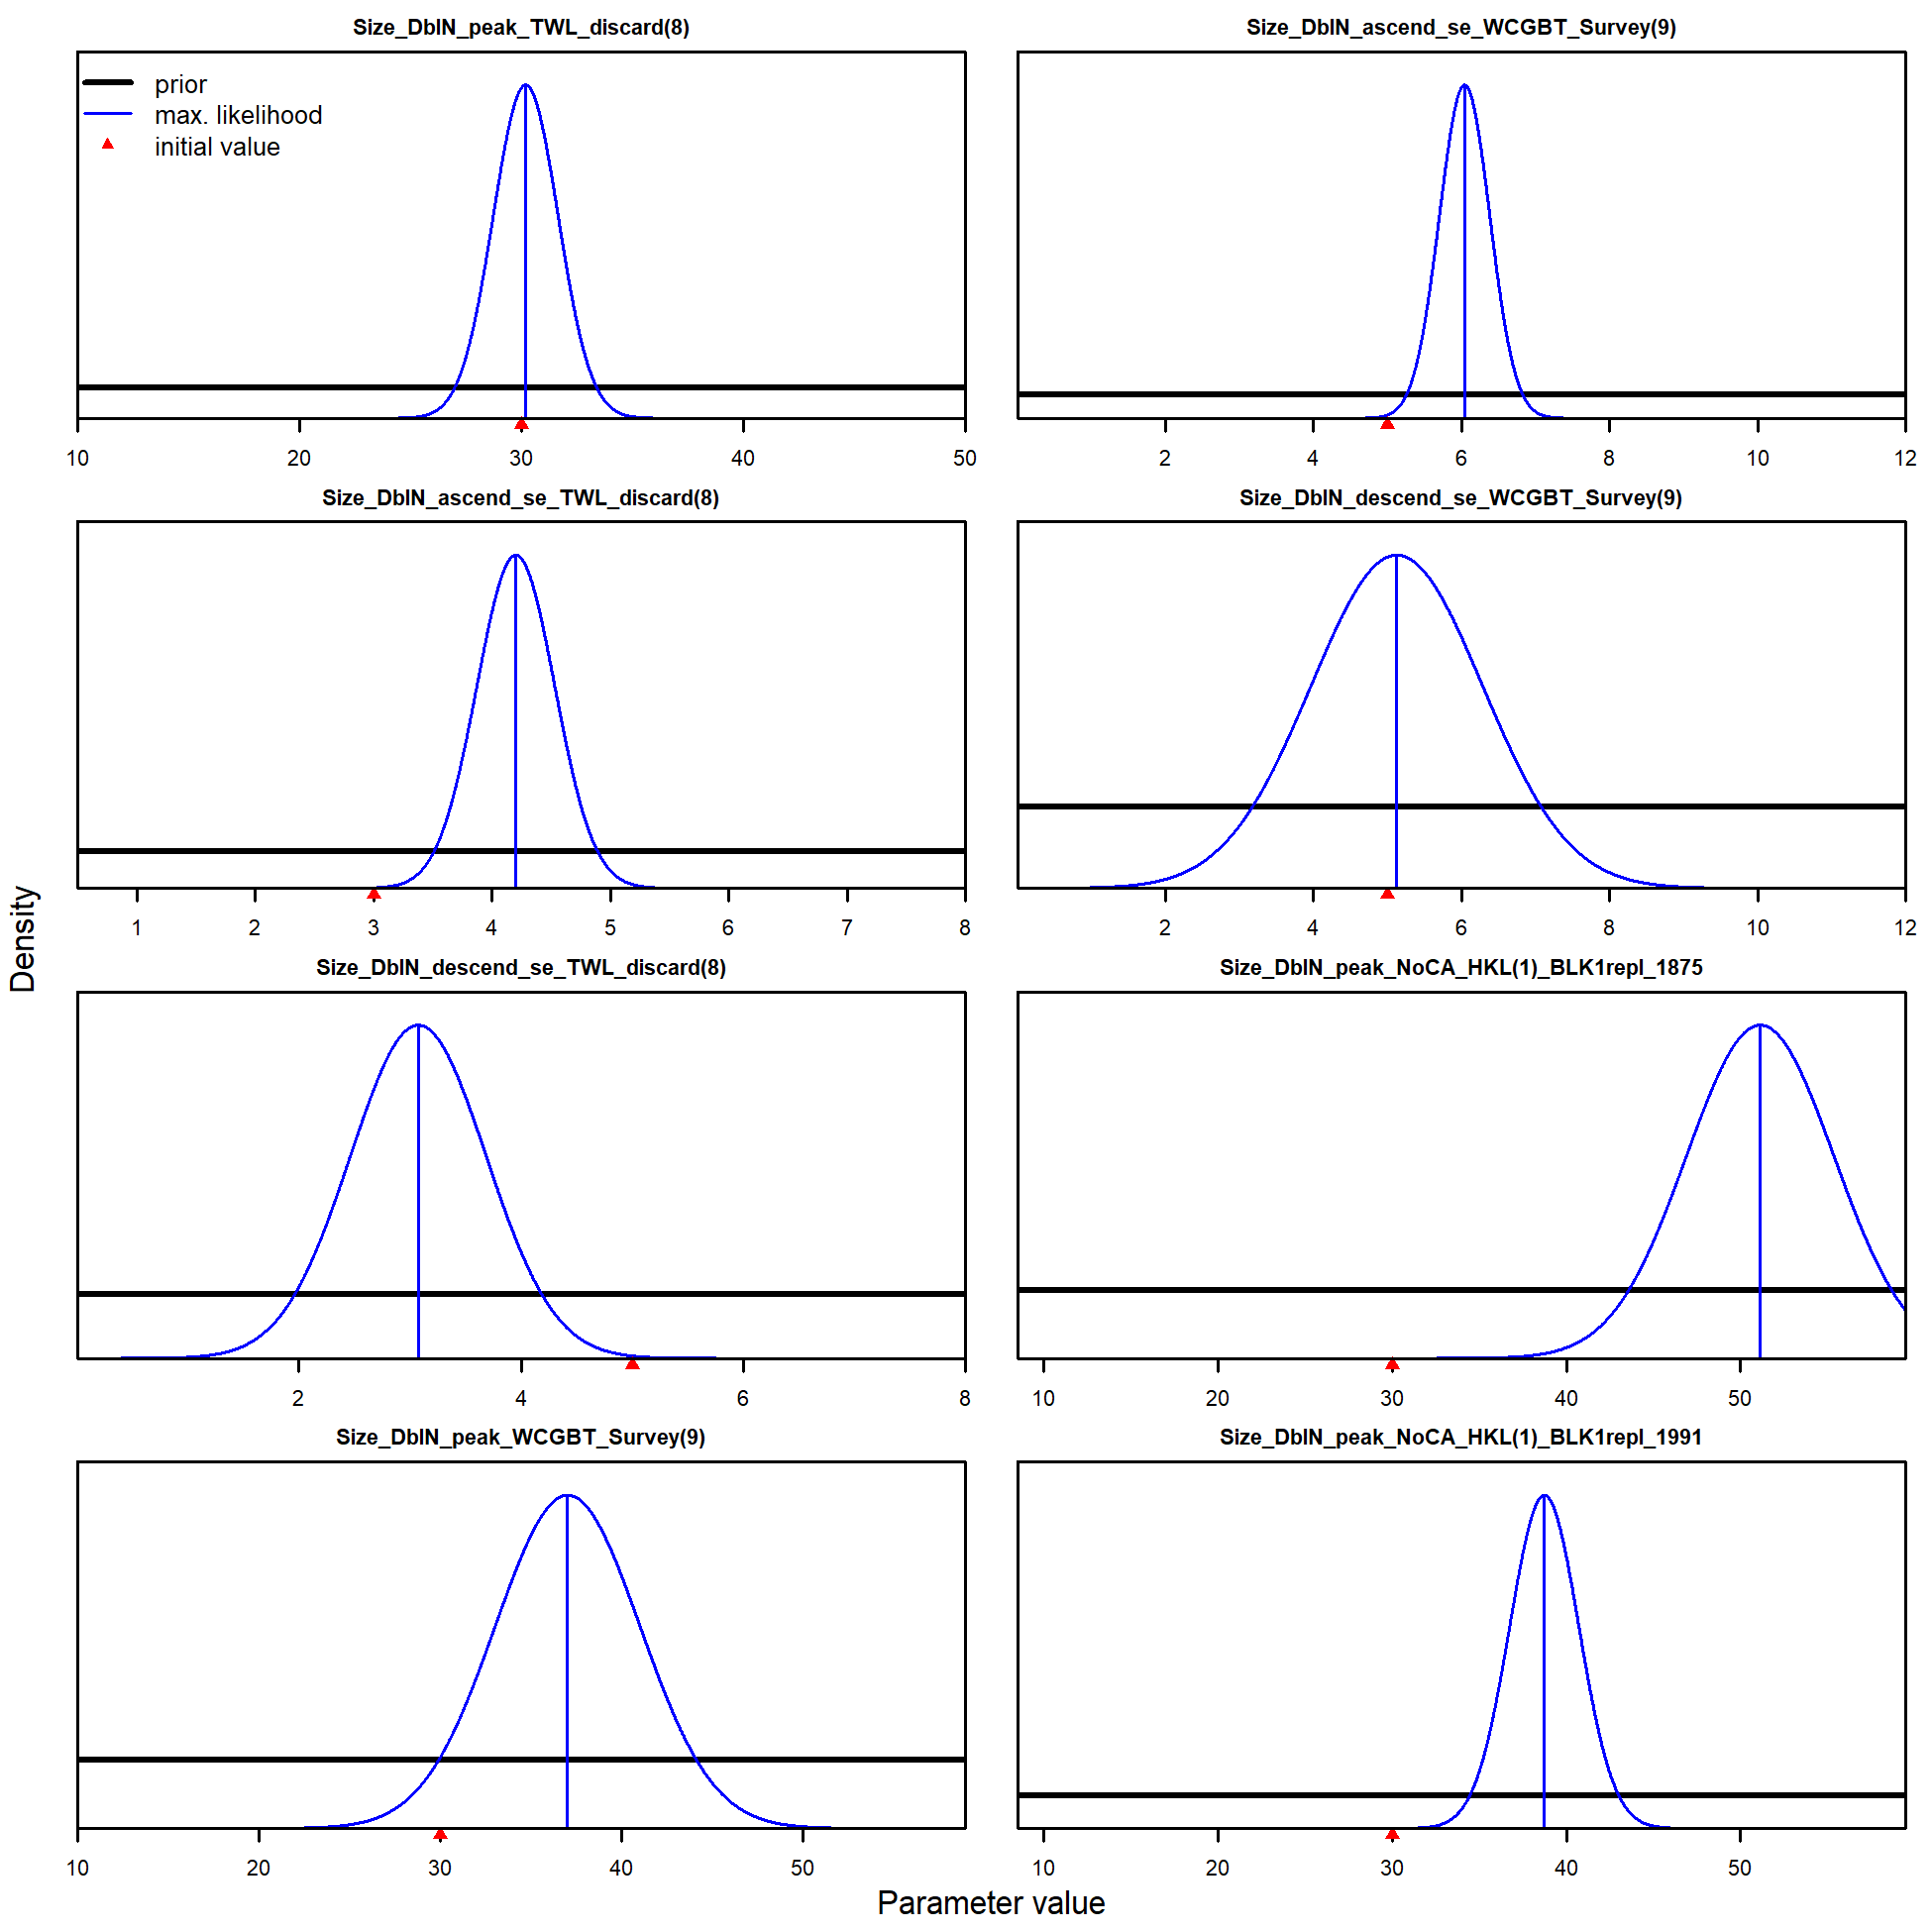 Size_DblN_peak_TWL_discard(8)
prior
max. likelihood
initial value
10 20 30 40 50
Size_DblN_ascend_se_WCGBT_Survey(9)
2 4 6 8 10 12
Size_DblN_ascend_se_TWL_discard(8)
1 2 3 4 5 6 7 8
Size_DblN_descend_se_WCGBT_Survey(9)
2 4 6 8 10 12
Density
Size_DblN_descend_se_TWL_discard(8)
2 4 6 8
Size_DblN_peak_NoCA_HKL(1)_BLK1repl_1875
10 20 30 40 50
Size_DblN_peak_WCGBT_Survey(9)
10 20 30 40 50
Size_DblN_peak_NoCA_HKL(1)_BLK1repl_1991
10 20 30 40 50
Parameter value